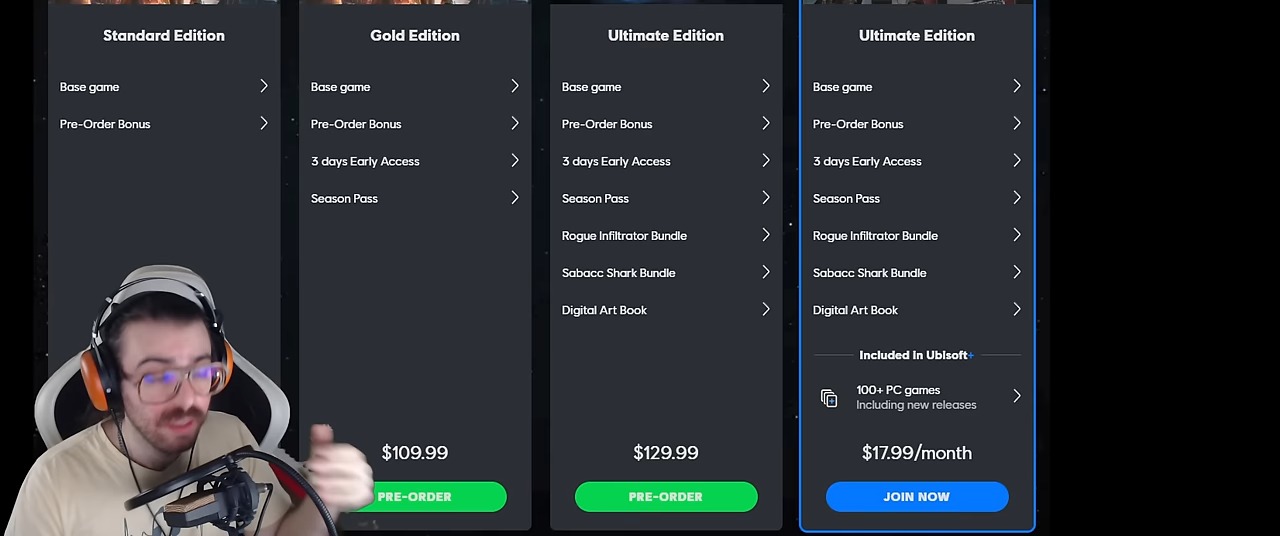 Standard Edition
Base game
Pre-Order Bonus
Gold Edition
Base game
Pre-Order Bonus
3 days Early Access
Season Pass
$109.99
PRE-ORDER
Ultimate Edition
Base game
Pre-Order Bonus
3 days Early Access
Season Pass
Rogue Infiltrator Bundle
Sabacc Shark Bundle
Digital Art Book
$129.99
PRE-ORDER
Ultimate Edition
Base game
Pre-Order Bonus
3 days Early Access
Season Pass
Rogue Infiltrator Bundle
Sabacc Shark Bundle
Digital Art Book
Included in Ubisoft+
100+ PC games
Including new releases
$17.99/month
JOIN NOW